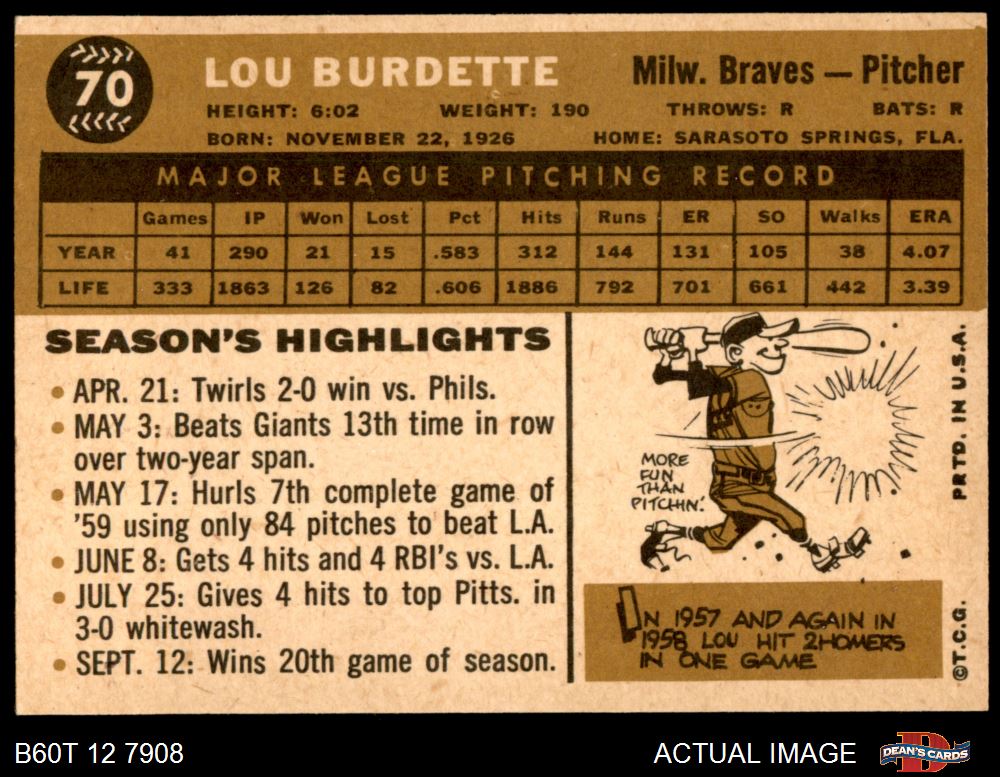 70
LOU BURDETTE
Milw. Braves — Pitcher
HEIGHT: 6:02 WEIGHT: 190 THROWS: R BATS: R
BORN: NOVEMBER 22, 1926 HOME: SARASOTO SPRINGS, FLA.
MAJOR LEAGUE PITCHING RECORD
Games IP Won Lost Pct Hits Runs ER SO Walks ERA
YEAR 41 290 21 15 .583 312 144 131 105 38 4.07
LIFE 333 1863 126 82 .606 1886 792 701 661 442 3.39
SEASON'S HIGHLIGHTS
• APR. 21: Twirls 2-0 win vs. Phils.
• MAY 3: Beats Giants 13th time in row
over two-year span.
• MAY 17: Hurls 7th complete game of
'59 using only 84 pitches to beat L.A.
• JUNE 8: Gets 4 hits and 4 RBI's vs. L.A.
• JULY 25: Gives 4 hits to top Pitts. in
3-0 whitewash.
• SEPT. 12: Wins 20th game of season.
MORE
FUN
THAN
PITCHIN'.
IN 1957 AND AGAIN IN
1958 LOU HIT 2 HOMERS
IN ONE GAME
PRTD. IN U.S.A.
©T.C.G.
B60T 12 7908
ACTUAL IMAGE
DEAN'S CARDS